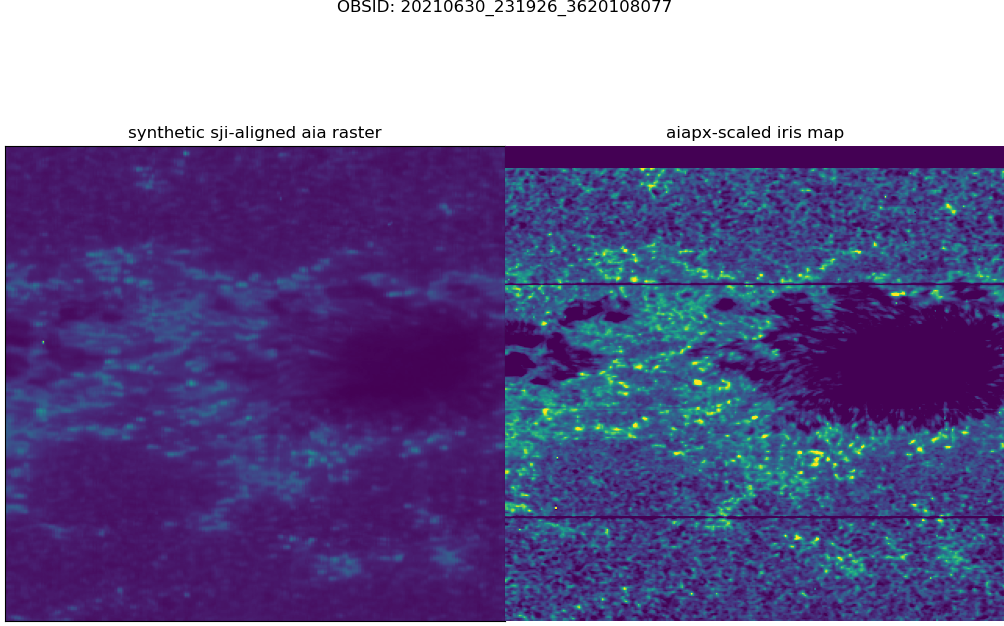 OBSID: 20210630_231926_3620108077
synthetic sji-aligned aia raster
aiapx-scaled iris map